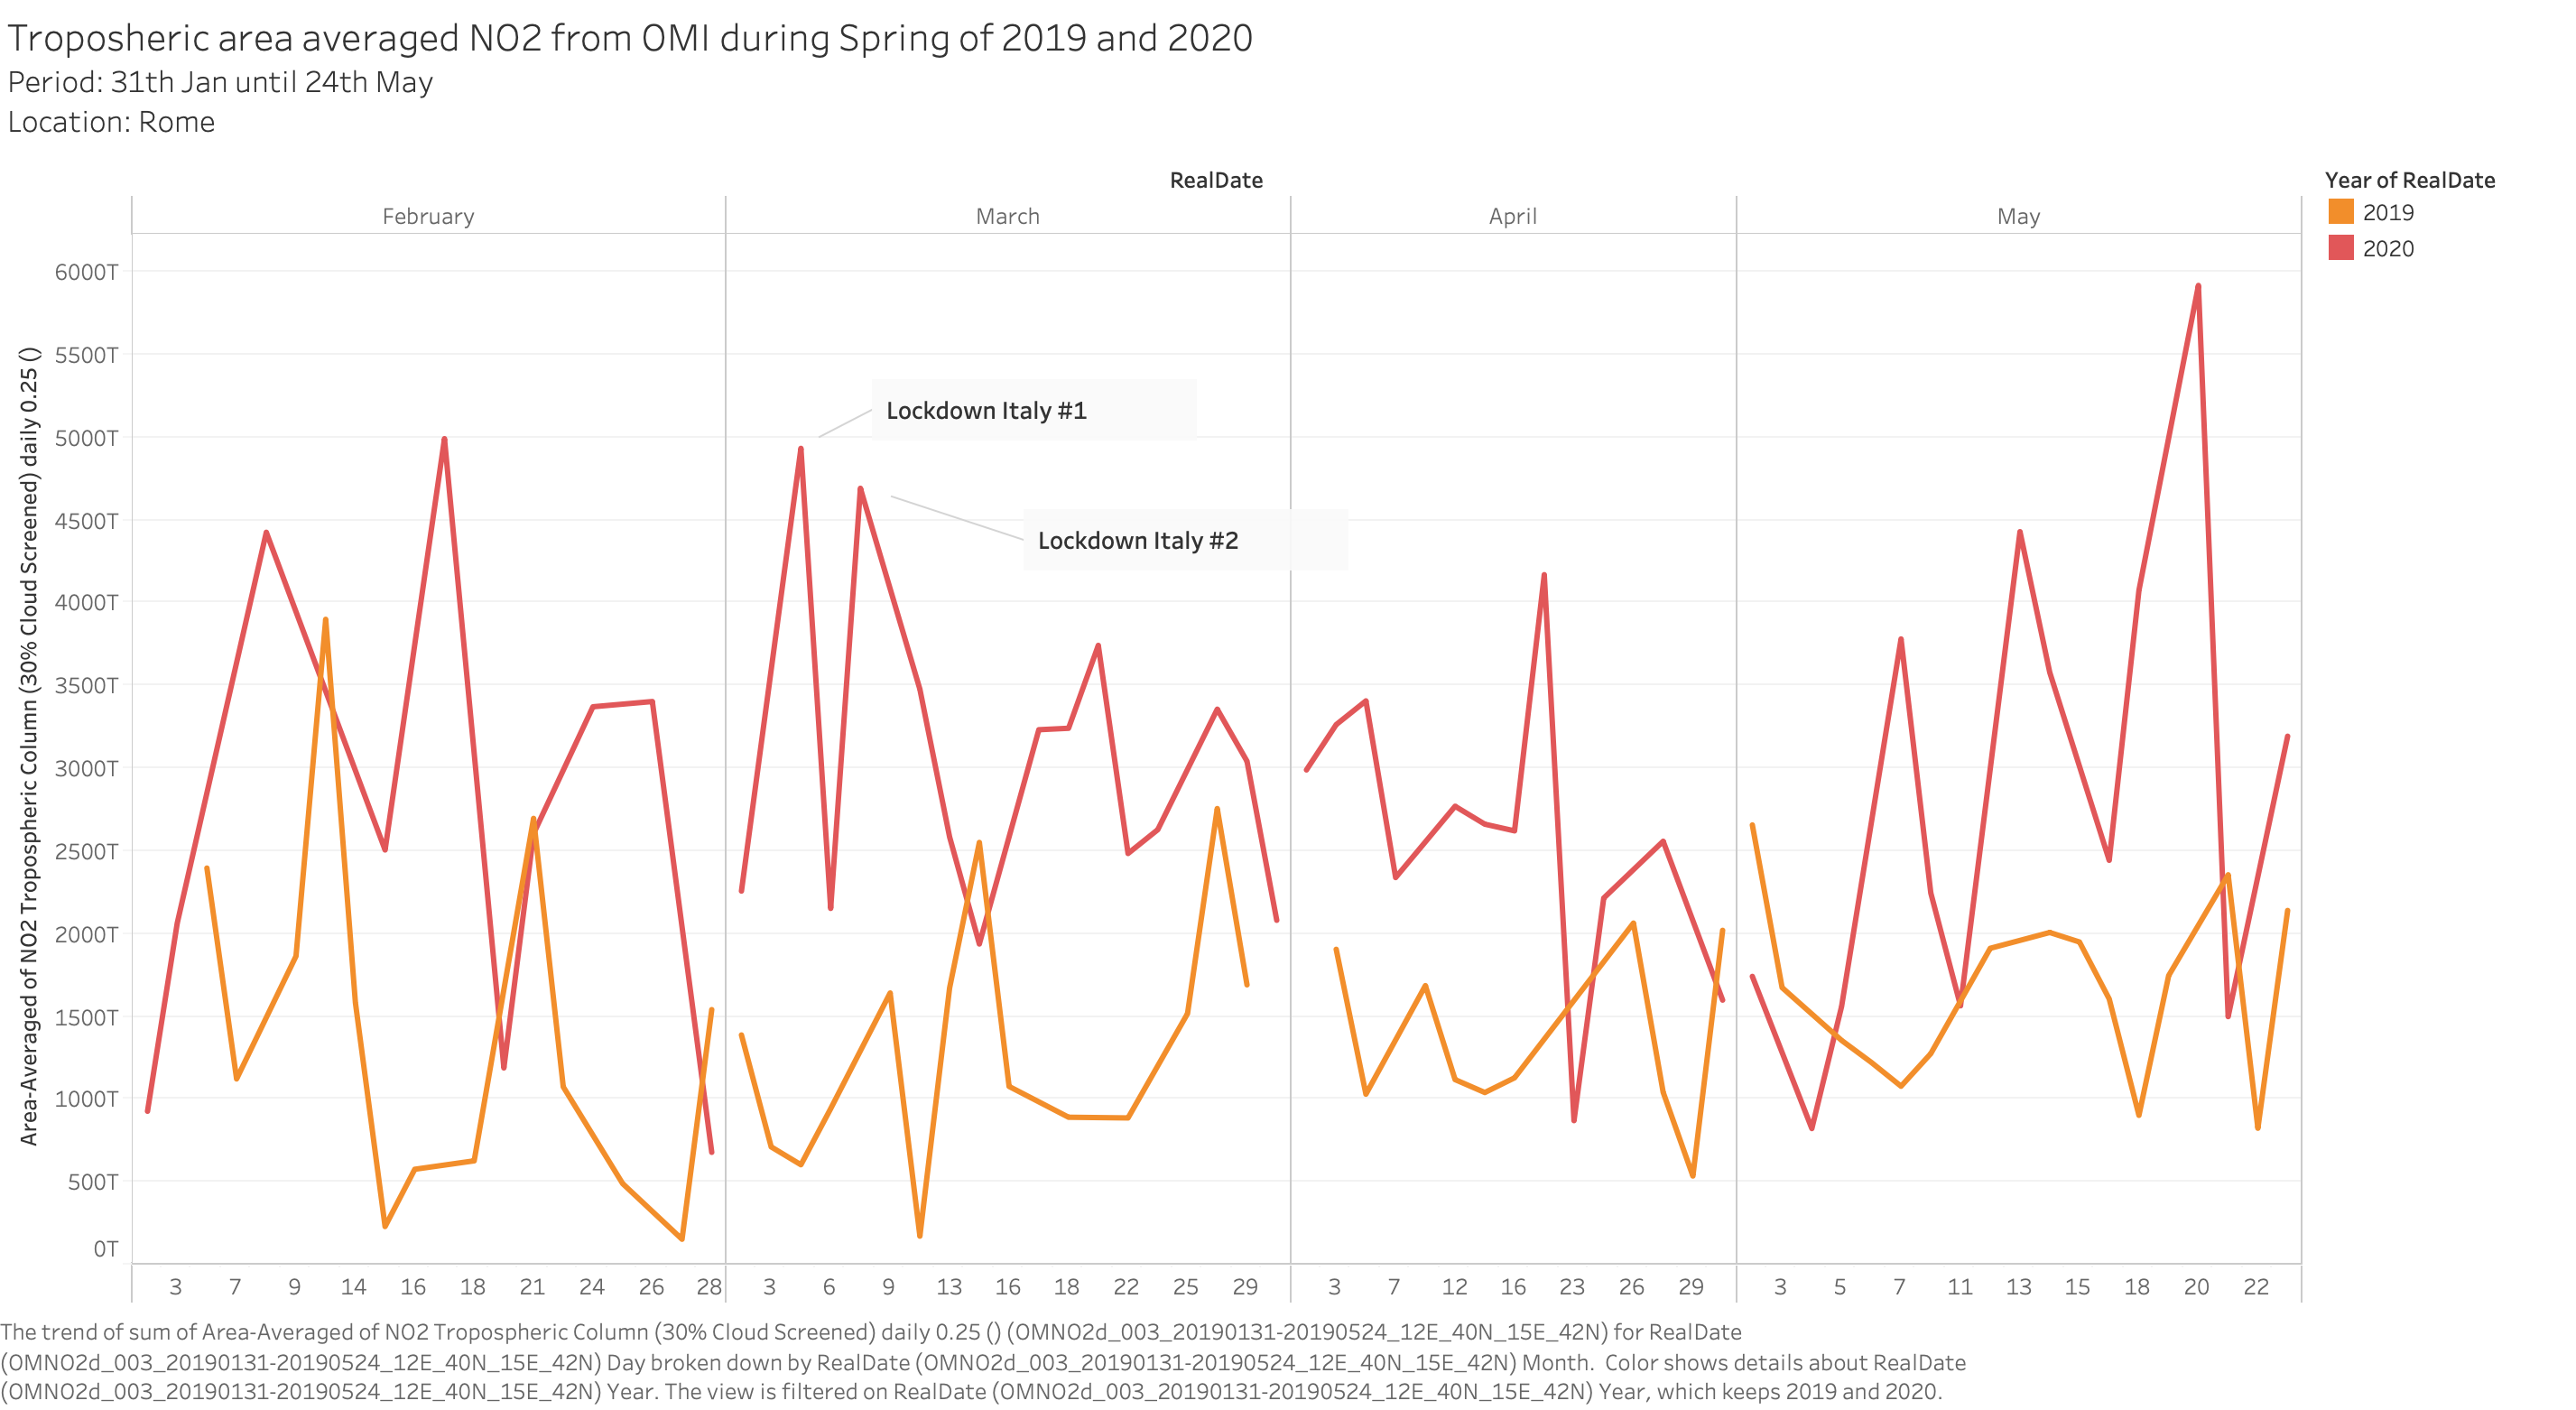 Troposheric area averaged NO2 from OMI during Spring of 2019 and 2020
Period: 31th Jan until 24th May
Location: Rome
RealDate
February March April May
Year of RealDate
2019
2020
Area-Averaged of NO2 Tropospheric Column (30% Cloud Screened) daily 0.25 ()
6000T
5500T
5000T
4500T
4000T
3500T
3000T
2500T
2000T
1500T
1000T
500T
0T
Lockdown Italy #1
Lockdown Italy #2
3 7 9 14 16 18 21 24 26 28 3 6 9 13 16 18 22 25 29 3 7 12 16 23 26 29 3 5 7 11 13 15 18 20 22
The trend of sum of Area-Averaged of NO2 Tropospheric Column (30% Cloud Screened) daily 0.25 () (OMNO2d_003_20190131-20190524_12E_40N_15E_42N) for RealDate
(OMNO2d_003_20190131-20190524_12E_40N_15E_42N) Day broken down by RealDate (OMNO2d_003_20190131-20190524_12E_40N_15E_42N) Month.  Color shows details about RealDate
(OMNO2d_003_20190131-20190524_12E_40N_15E_42N) Year. The view is filtered on RealDate (OMNO2d_003_20190131-20190524_12E_40N_15E_42N) Year, which keeps 2019 and 2020.